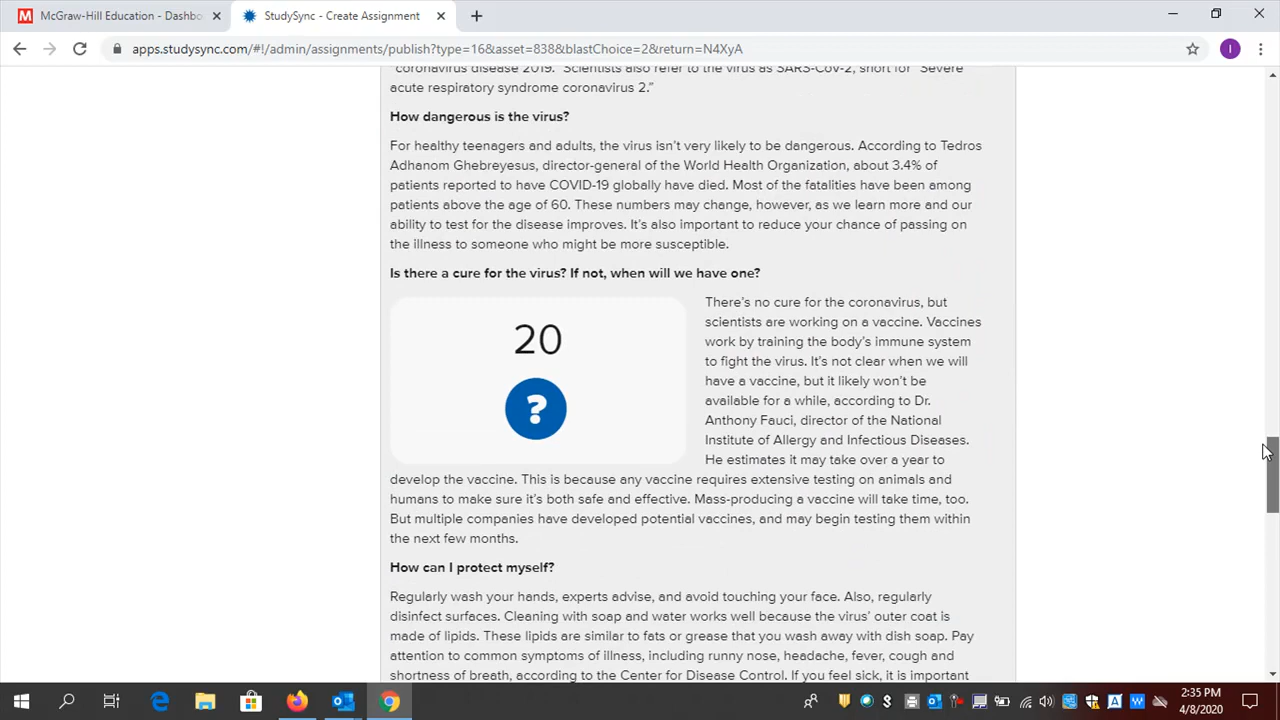 McGraw-Hill Education - Dashbo
StudySync - Create Assignment
apps.studysync.com/#!/admin/assignments/publish?type=16&asset=838&blastChoice=2&return=N4XyA
I
"coronavirus disease 2019." Scientists also refer to the virus as SARS-CoV-2, short for "Severe
acute respiratory syndrome coronavirus 2."
How dangerous is the virus?
For healthy teenagers and adults, the virus isn't very likely to be dangerous. According to Tedros
Adhanom Ghebreyesus, director-general of the World Health Organization, about 3.4% of
patients reported to have COVID-19 globally have died. Most of the fatalities have been among
patients above the age of 60. These numbers may change, however, as we learn more and our
ability to test for the disease improves. It's also important to reduce your chance of passing on
the illness to someone who might be more susceptible.
Is there a cure for the virus? If not, when will we have one?
20
?
There's no cure for the coronavirus, but
scientists are working on a vaccine. Vaccines
work by training the body's immune system
to fight the virus. It's not clear when we will
have a vaccine, but it likely won't be
available for a while, according to Dr.
Anthony Fauci, director of the National
Institute of Allergy and Infectious Diseases.
He estimates it may take over a year to
develop the vaccine. This is because any vaccine requires extensive testing on animals and
humans to make sure it's both safe and effective. Mass-producing a vaccine will take time, too.
But multiple companies have developed potential vaccines, and may begin testing them within
the next few months.
How can I protect myself?
Regularly wash your hands, experts advise, and avoid touching your face. Also, regularly
disinfect surfaces. Cleaning with soap and water works well because the virus' outer coat is
made of lipids. These lipids are similar to fats or grease that you wash away with dish soap. Pay
attention to common symptoms of illness, including runny nose, headache, fever, cough and
shortness of breath, according to the Center for Disease Control. If you feel sick, it is important
2:35 PM
4/8/2020